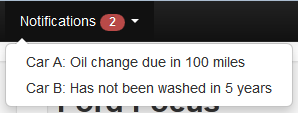 Notifications 2
Car A: Oil change due in 100 miles
Car B: Has not been washed in 5 years
Ford Focus